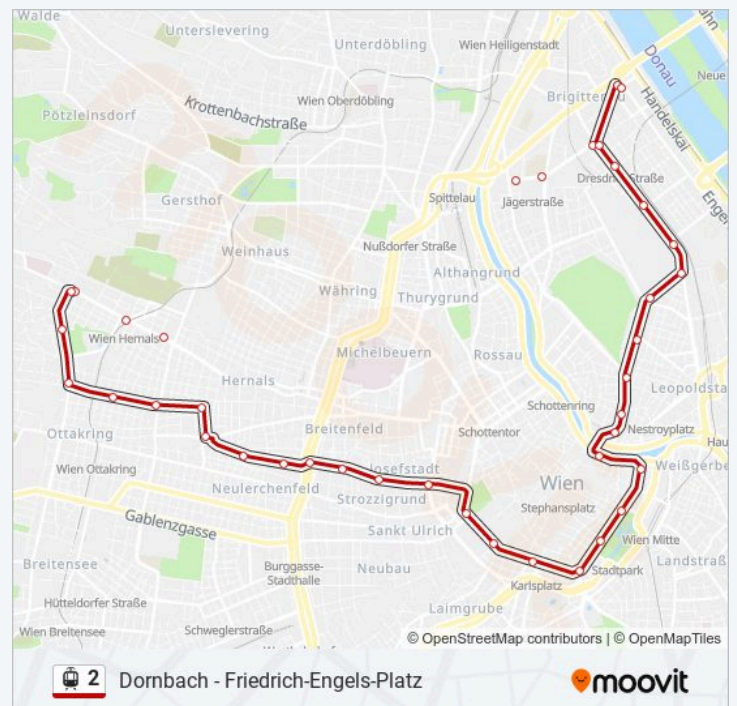 Walde
Untersievering
Unterdöbling
Wien Heiligenstadt
Donau
Neue
Wien Oberdöbling
Brigittenau
Handelskai
Pötzleinsdorf
Krottenbachstraße
Dresdner Straße
Enge
Gersthof
Spittelau
Jägerstraße
Weinhaus
Nußdorfer Straße
Althangrund
Währing
Thurygrund
Wien Hernals
Michelbeuern
Rossau
Hernals
Leopoldsta
Schottenring
Ottakring
Breitenfeld
Schottentor
Nestroyplatz
Hau
Wien Ottakring
Josefstadt
Weißgerbe
Neulerchenfeld
Strozzigrund
Wien
Stephansplatz
Gablenzgasse
Sankt Ulrich
Wien Mitte
Breitensee
Burggasse-
Stadthalle
Neubau
Stadtpark
Landstraß
Karlsplatz
Hütteldorfer Straße
Laimgrube
Wien Breitensee
Schweglerstraße
© OpenStreetMap contributors | © OpenMapTiles
2 Dornbach - Friedrich-Engels-Platz
moovit